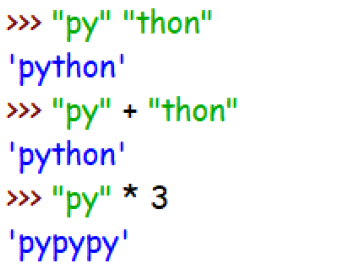 >>> "py" "thon"
'python'
>>> "py" + "thon"
'python'
>>> "py" * 3
'pypypy'